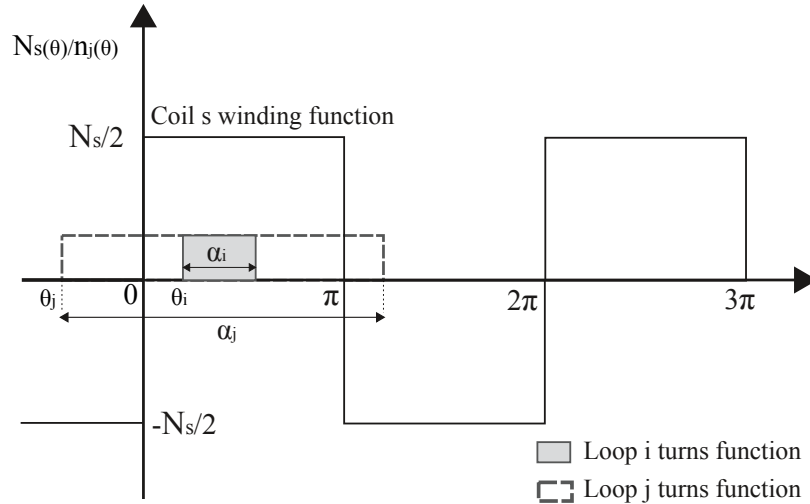 Ns(θ)/nj(θ)
Coil s winding function
Ns/2
αi
θj
0
θi
π
2π
3π
αj
-Ns/2
Loop i turns function
Loop j turns function